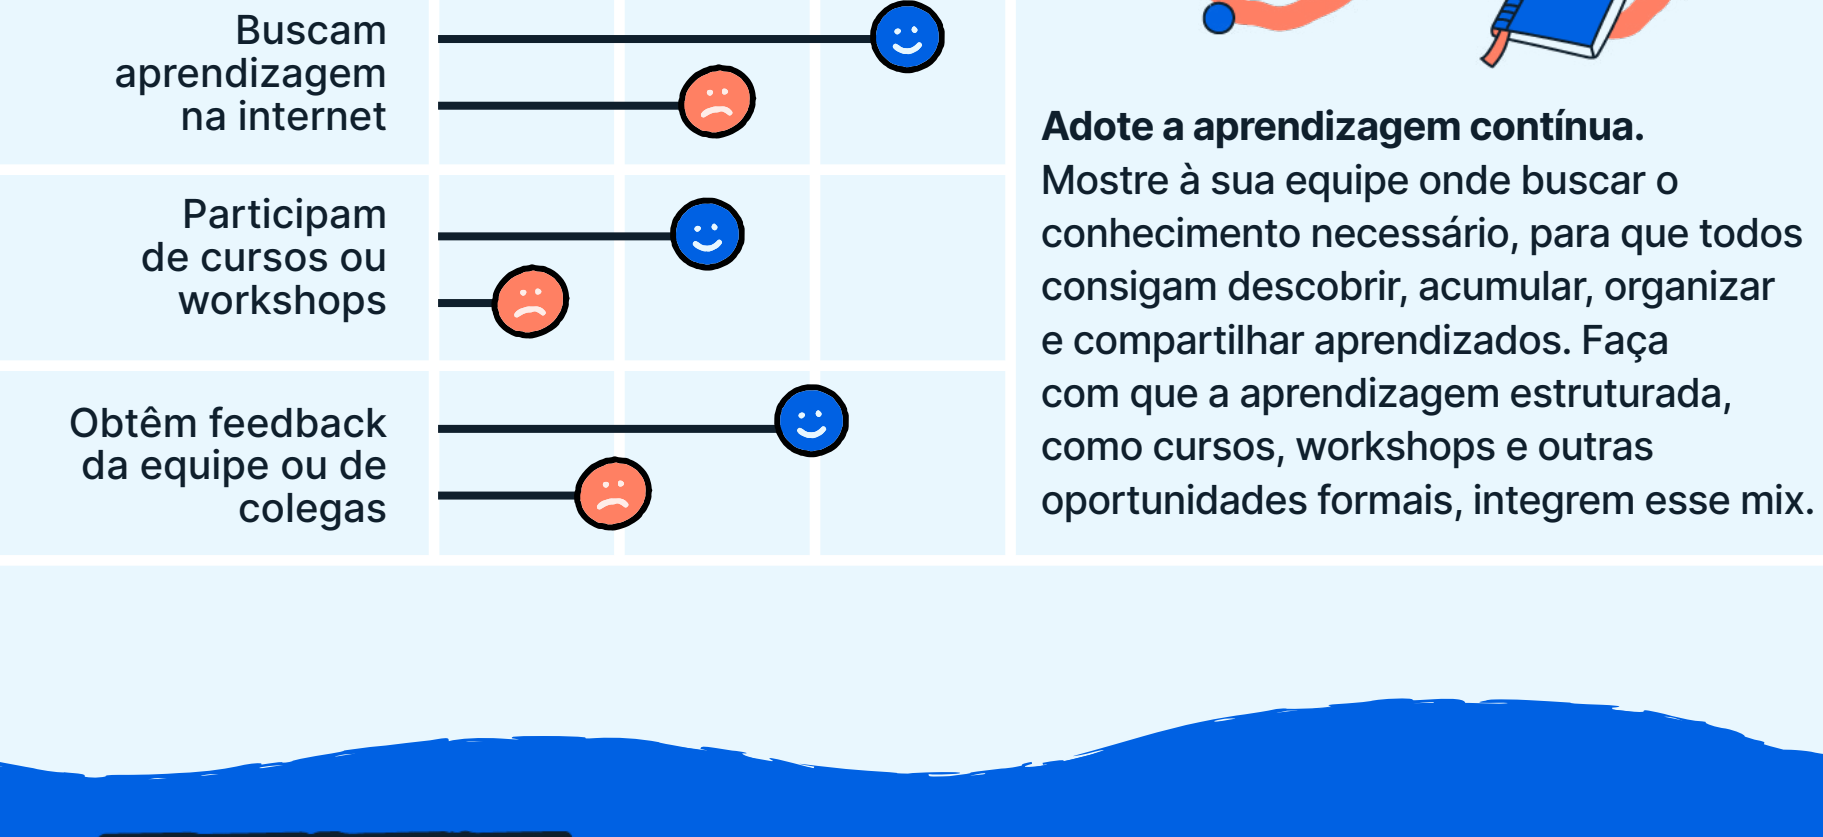 Buscam
aprendizagem
na internet
Participam
de cursos ou
workshops
Obtêm feedback
da equipe ou de
colegas
Adote a aprendizagem contínua.
Mostre à sua equipe onde buscar o
conhecimento necessário, para que todos
consigam descobrir, acumular, organizar
e compartilhar aprendizados. Faça
com que a aprendizagem estruturada,
como cursos, workshops e outras
oportunidades formais, integrem esse mix.